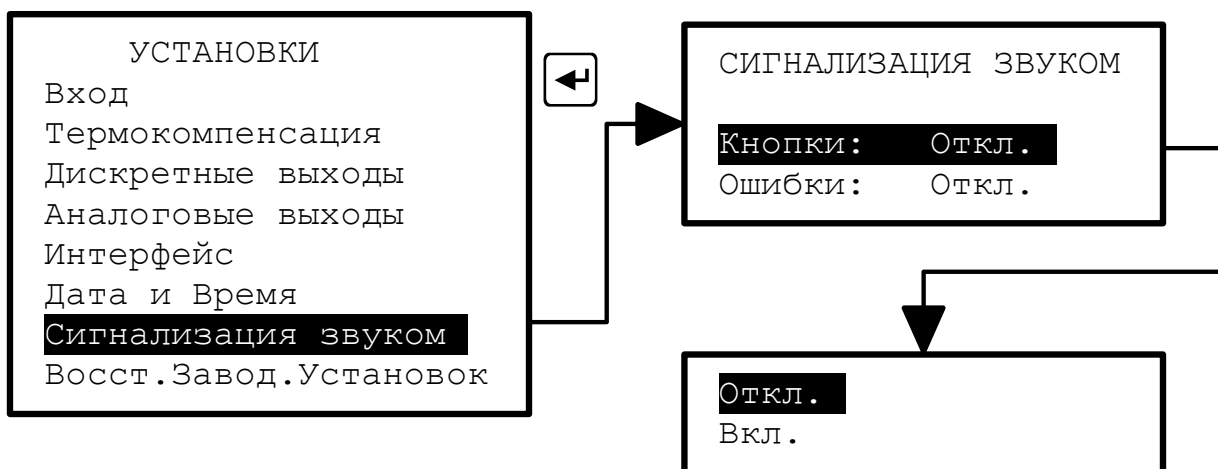 УСТАНОВКИ
Вход
Термокомпенсация
Дискретные выходы
Аналоговые выходы
Интерфейс
Дата и Время
Сигнализация звуком
Восст.Завод.Установок
СИГНАЛИЗАЦИЯ ЗВУКОМ
Кнопки: Откл.
Ошибки: Откл.
Откл.
Вкл.